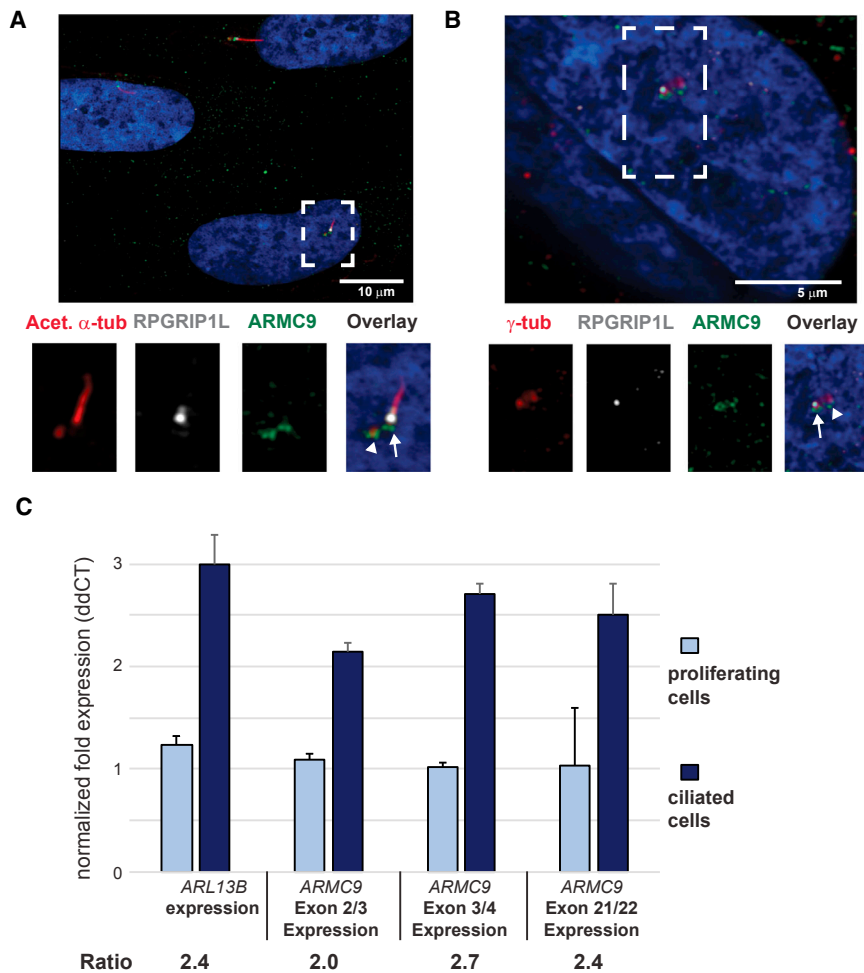 A
B
10 μm
5 μm
Acet. α-tub RPGRIP1L ARMC9 Overlay
γ-tub RPGRIP1L ARMC9 Overlay
C
normalized fold expression (ddCT)
3
2
1
0
proliferating
cells
ciliated
cells
ARL13B
expression
ARMC9
Exon 2/3
Expression
ARMC9
Exon 3/4
Expression
ARMC9
Exon 21/22
Expression
Ratio 2.4 2.0 2.7 2.4